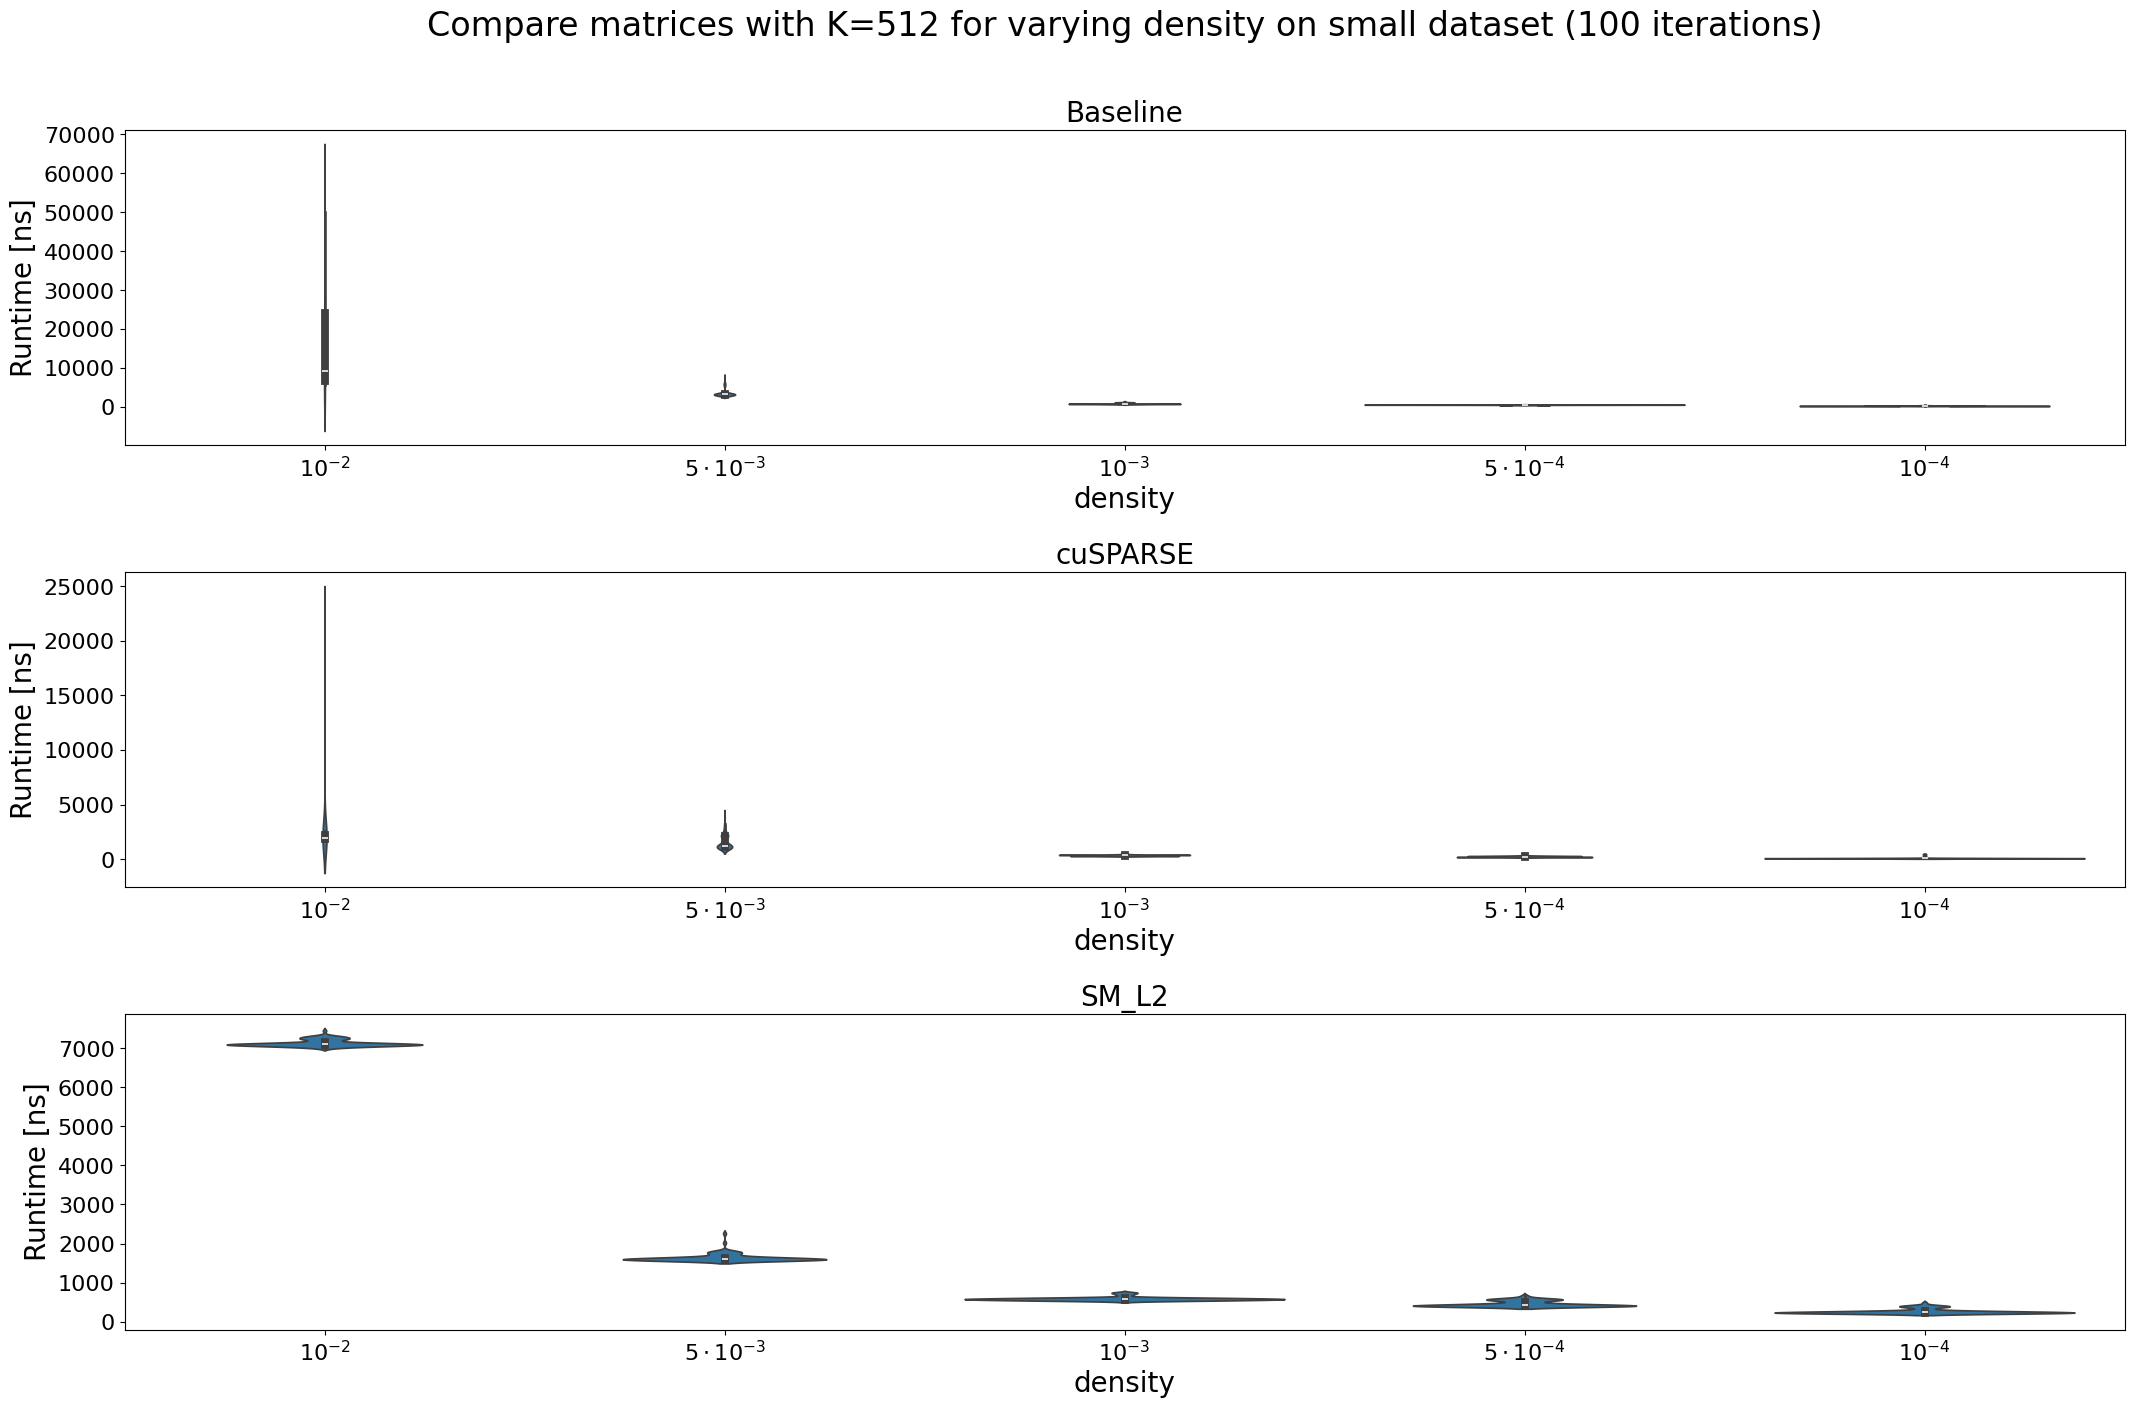 Compare matrices with K=512 for varying density on small dataset (100 iterations)
Baseline
Runtime [ns]
70000
60000
50000
40000
30000
20000
10000
0
10⁻² 5·10⁻³ 10⁻³ 5·10⁻⁴ 10⁻⁴
density
cuSPARSE
Runtime [ns]
25000
20000
15000
10000
5000
0
10⁻² 5·10⁻³ 10⁻³ 5·10⁻⁴ 10⁻⁴
density
SM_L2
Runtime [ns]
7000
6000
5000
4000
3000
2000
1000
0
10⁻² 5·10⁻³ 10⁻³ 5·10⁻⁴ 10⁻⁴
density